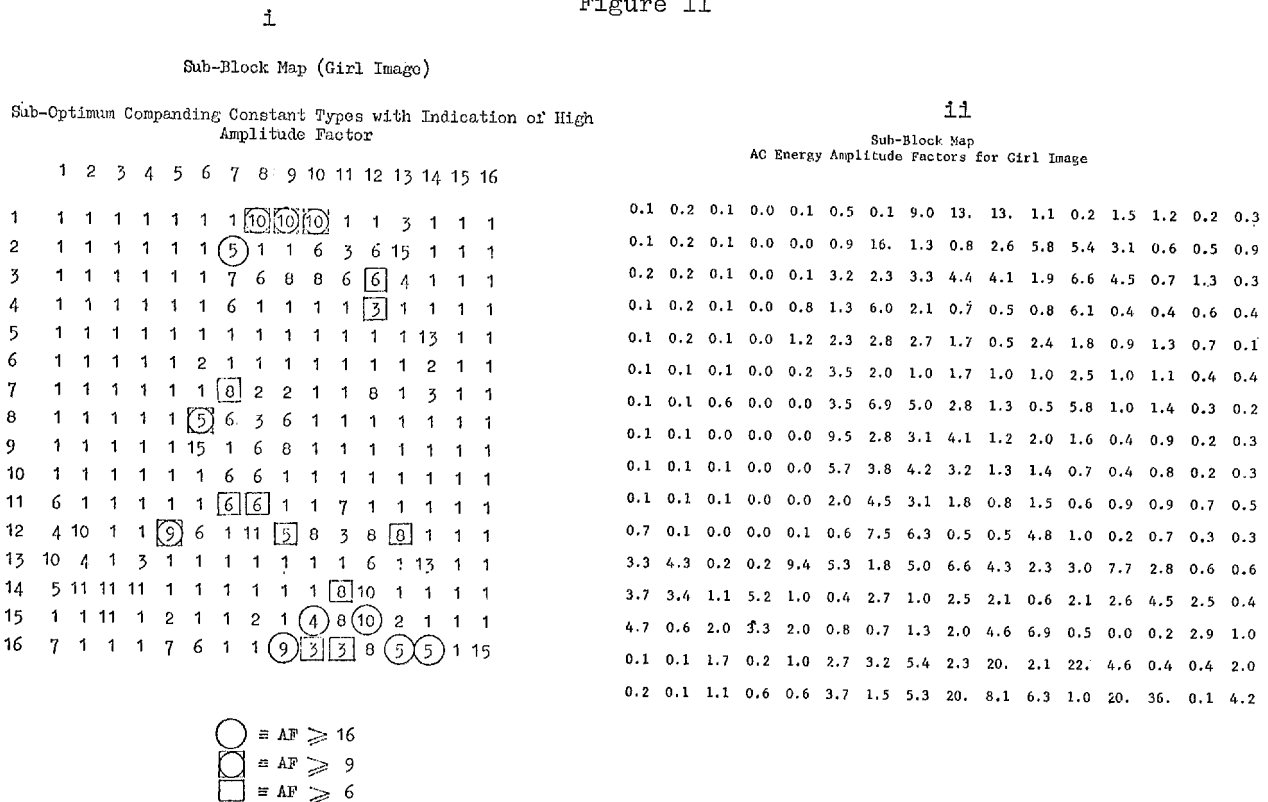 Figure 11
i
Sub-Block Map (Girl Image)
Sub-Optimum Companding Constant Types with Indication of High
Amplitude Factor
1 2 3 4 5 6 7 8 9 10 11 12 13 14 15 16
1 1 1 1 1 1 1 1 10 10 10 1 1 3 1 1 1
2 1 1 1 1 1 1 5 1 1 6 3 6 15 1 1 1
3 1 1 1 1 1 1 7 6 8 8 6 6 4 1 1 1
4 1 1 1 1 1 1 6 1 1 1 1 3 1 1 1 1
5 1 1 1 1 1 1 1 1 1 1 1 1 1 13 1 1
6 1 1 1 1 1 2 1 1 1 1 1 1 1 2 1 1
7 1 1 1 1 1 1 8 2 2 1 1 8 1 3 1 1
8 1 1 1 1 1 5 6 3 6 1 1 1 1 1 1 1
9 1 1 1 1 1 15 1 6 8 1 1 1 1 1 1 1
10 1 1 1 1 1 1 6 6 1 1 1 1 1 1 1 1
11 6 1 1 1 1 1 6 6 1 1 7 1 1 1 1 1
12 4 10 1 1 9 6 1 11 5 8 3 8 8 1 1 1
13 10 4 1 3 1 1 1 1 1 1 1 6 1 13 1 1
14 5 11 11 11 1 1 1 1 1 1 8 10 1 1 1 1
15 1 1 11 1 2 1 1 2 1 4 8 10 2 1 1 1
16 7 1 1 1 7 6 1 1 9 3 3 8 5 5 1 15
≡ AF ≥ 16
≡ AF ≥ 9
≡ AF ≥ 6
ii
Sub-Block Map
AC Energy Amplitude Factors for Girl Image
0.1 0.2 0.1 0.0 0.1 0.5 0.1 9.0 13. 13. 1.1 0.2 1.5 1.2 0.2 0.3
0.1 0.2 0.1 0.0 0.0 0.9 16. 1.3 0.8 2.6 5.8 5.4 3.1 0.6 0.5 0.9
0.2 0.2 0.1 0.0 0.1 3.2 2.3 3.3 4.4 4.1 1.9 6.6 4.5 0.7 1.3 0.3
0.1 0.2 0.1 0.0 0.8 1.3 6.0 2.1 0.7 0.5 0.8 6.1 0.4 0.4 0.6 0.4
0.1 0.2 0.1 0.0 1.2 2.3 2.8 2.7 1.7 0.5 2.4 1.8 0.9 1.3 0.7 0.1
0.1 0.1 0.1 0.0 0.2 3.5 2.0 1.0 1.7 1.0 1.0 2.5 1.0 1.1 0.4 0.4
0.1 0.1 0.6 0.0 0.0 3.5 6.9 5.0 2.8 1.3 0.5 5.8 1.0 1.4 0.3 0.2
0.1 0.1 0.0 0.0 0.0 9.5 2.8 3.1 4.1 1.2 2.0 1.6 0.4 0.9 0.2 0.3
0.1 0.1 0.1 0.0 0.0 5.7 3.8 4.2 3.2 1.3 1.4 0.7 0.4 0.8 0.2 0.3
0.1 0.1 0.1 0.0 0.0 2.0 4.5 3.1 1.8 0.8 1.5 0.6 0.9 0.9 0.7 0.5
0.7 0.1 0.0 0.0 0.1 0.6 7.5 6.3 0.5 0.5 4.8 1.0 0.2 0.7 0.3 0.3
3.3 4.3 0.2 0.2 9.4 5.3 1.8 5.0 6.6 4.3 2.3 3.0 7.7 2.8 0.6 0.6
3.7 3.4 1.1 5.2 1.0 0.4 2.7 1.0 2.5 2.1 0.6 2.1 2.6 4.5 2.5 0.4
4.7 0.6 2.0 3.3 2.0 0.8 0.7 1.3 2.0 4.6 6.9 0.5 0.0 0.2 2.9 1.0
0.1 0.1 1.7 0.2 1.0 2.7 3.2 5.4 2.3 20. 2.1 22. 4.6 0.4 0.4 2.0
0.2 0.1 1.1 0.6 0.6 3.7 1.5 5.3 20. 8.1 6.3 1.0 20. 36. 0.1 4.2